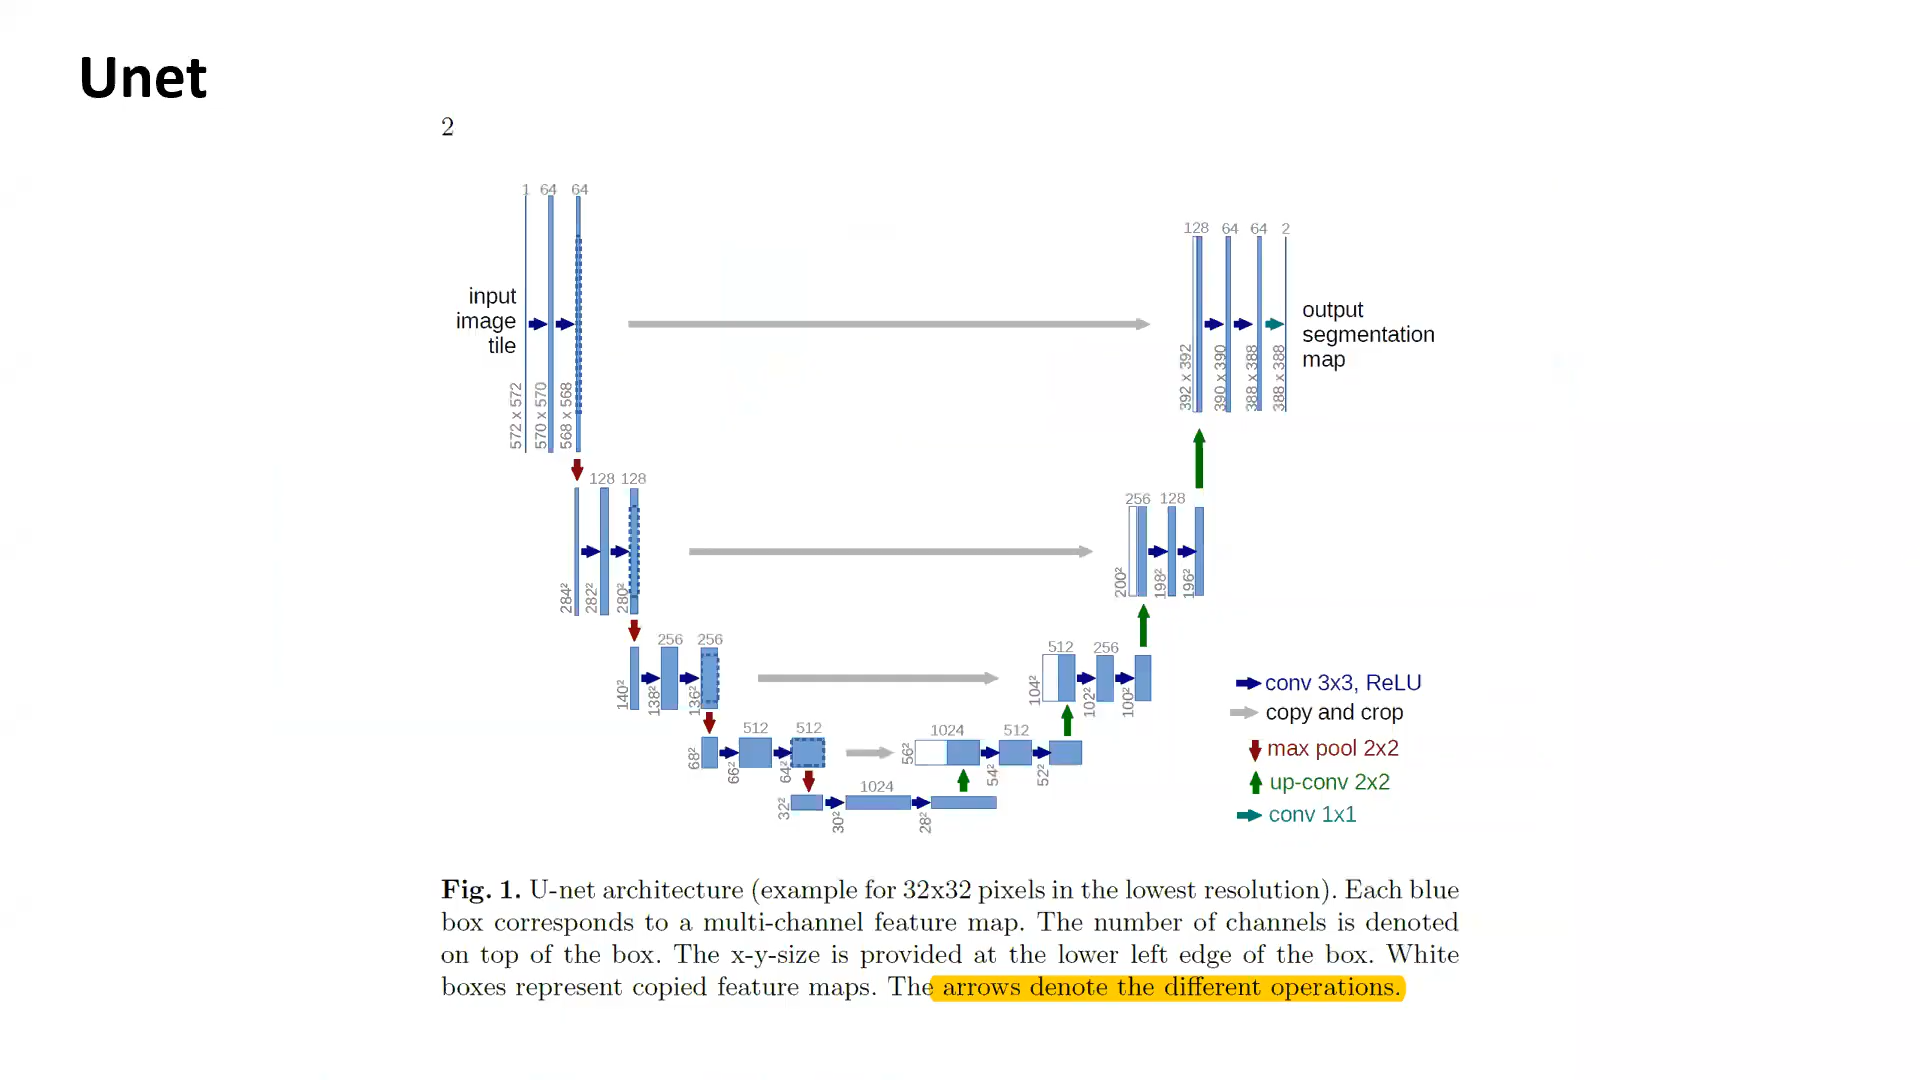 Unet
2
1 64 64
128 64 64 2
input
image
tile
output
segmentation
map
572 x 572
570 x 570
568 x 568
392 x 392
390 x 390
388 x 388
388 x 388
128 128
256 128
284²
282²
280²
200²
198²
196²
256 256
512 256
140²
138²
136²
104²
102²
100²
512 512
1024 512
68²
66²
64²
56²
54²
52²
1024
32²
30²
28²
conv 3x3, ReLU
copy and crop
max pool 2x2
up-conv 2x2
conv 1x1
Fig. 1. U-net architecture (example for 32x32 pixels in the lowest resolution). Each blue
box corresponds to a multi-channel feature map. The number of channels is denoted
on top of the box. The x-y-size is provided at the lower left edge of the box. White
boxes represent copied feature maps. The arrows denote the different operations.